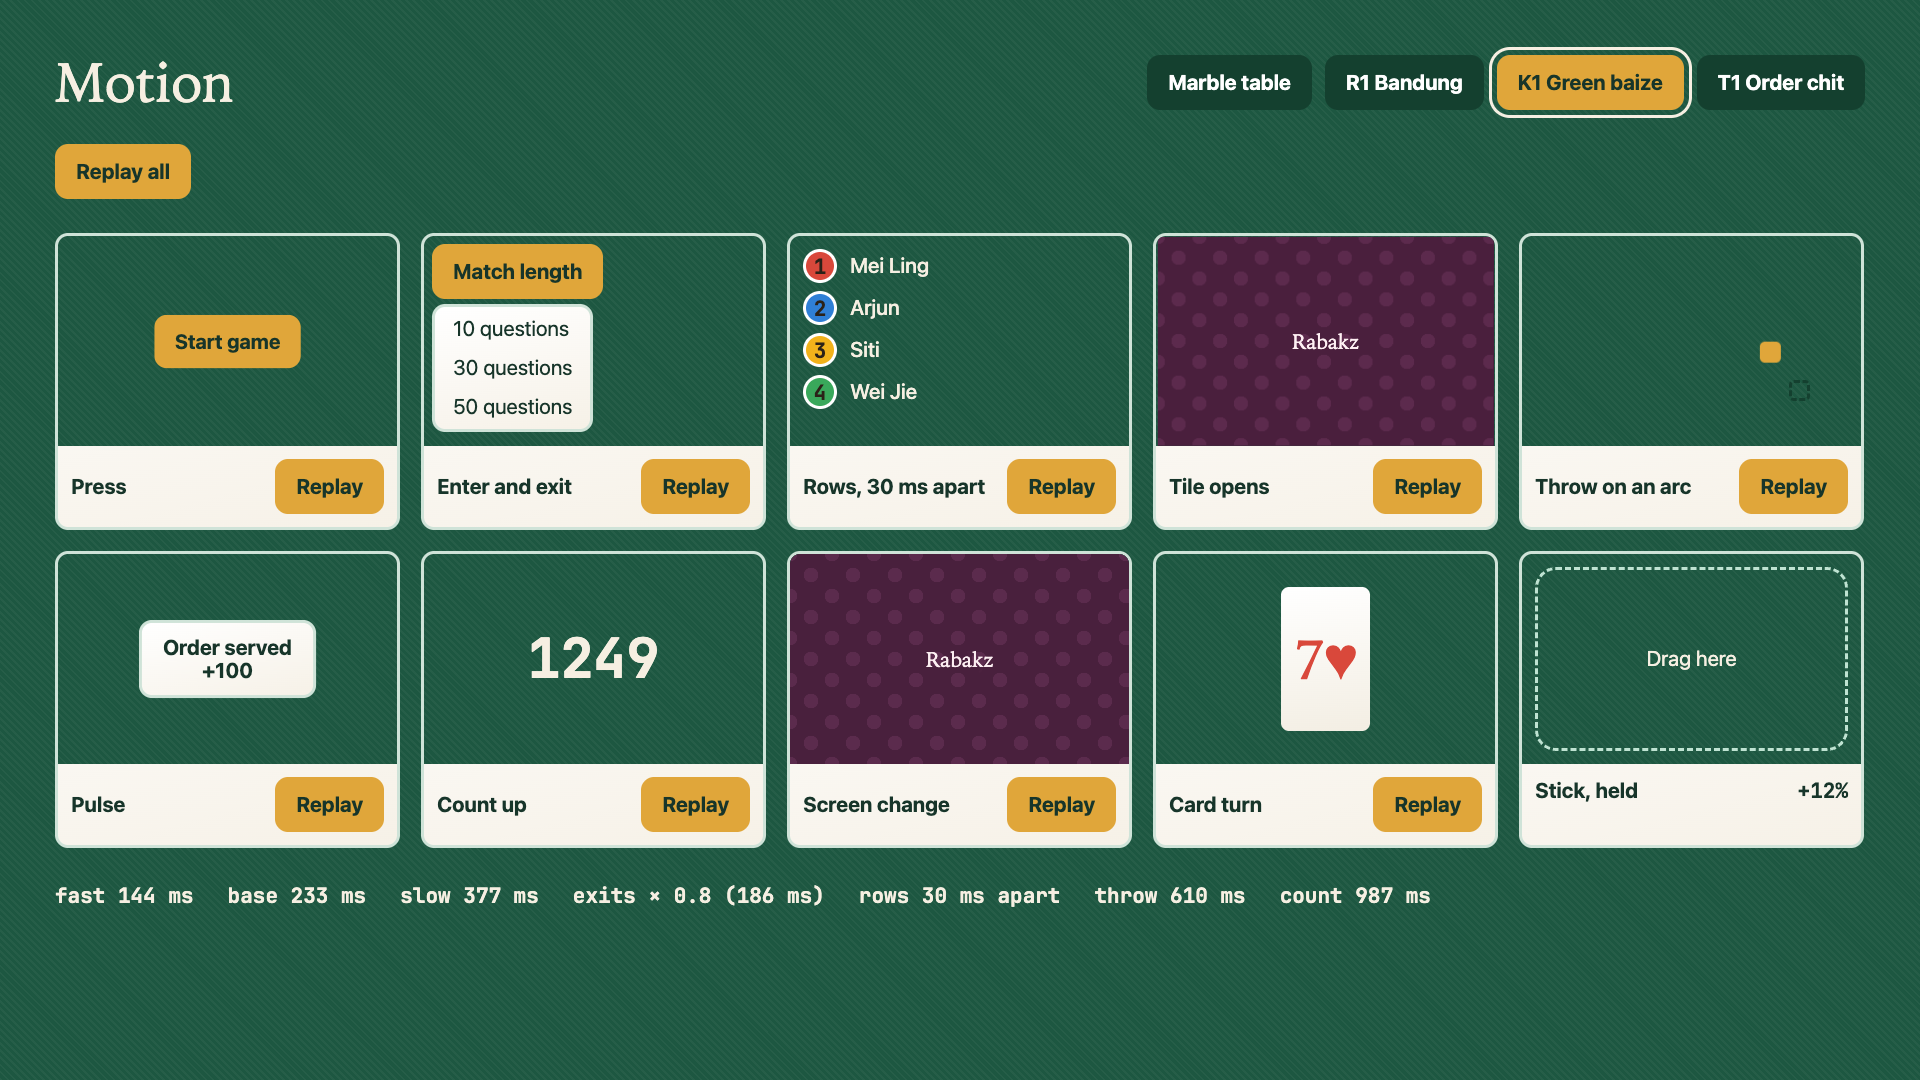 Motion
Marble table
R1 Bandung
K1 Green baize
T1 Order chit
Replay all
Start game
Press
Replay
Match length
10 questions
30 questions
50 questions
Enter and exit
Replay
1 Mei Ling
2 Arjun
3 Siti
4 Wei Jie
Rows, 30 ms apart
Replay
Rabakz
Tile opens
Replay
Throw on an arc
Replay
Order served
+100
Pulse
Replay
1249
Count up
Replay
Rabakz
Screen change
Replay
7♥
Card turn
Replay
Drag here
Stick, held
+12%
fast 144 ms
base 233 ms
slow 377 ms
exits × 0.8 (186 ms)
rows 30 ms apart
throw 610 ms
count 987 ms